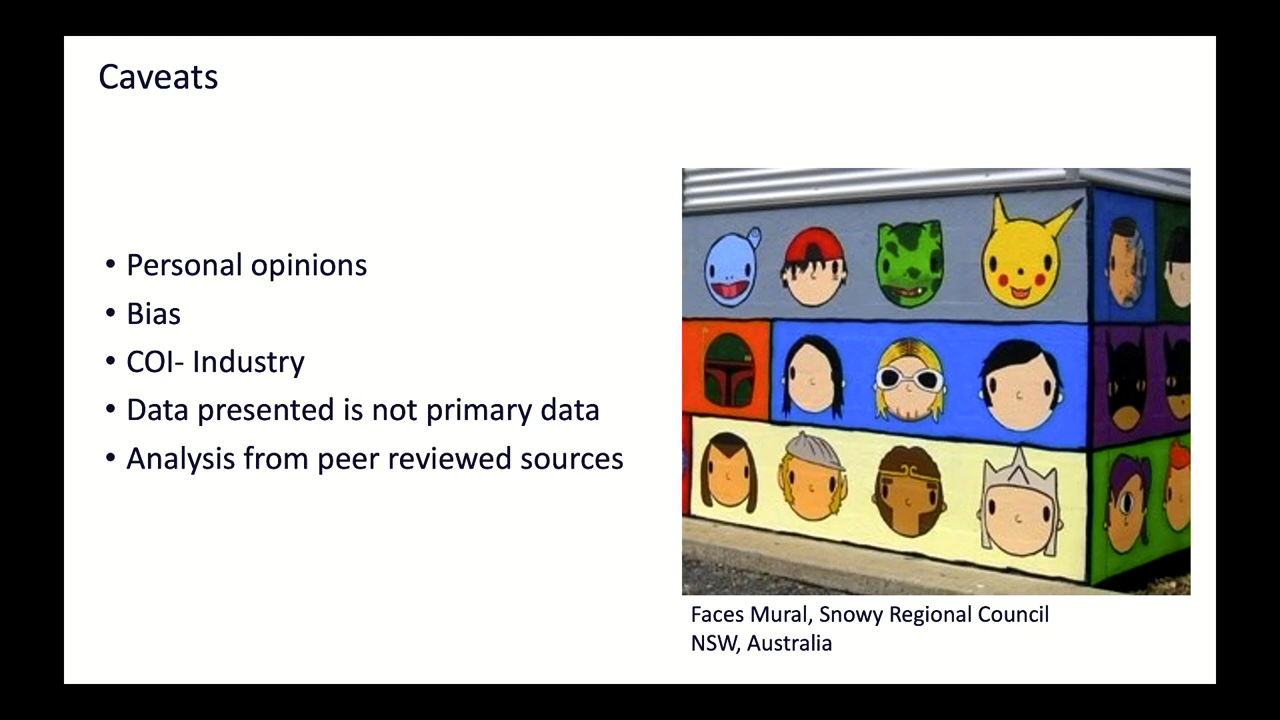 Caveats
• Personal opinions
• Bias
• COI- Industry
• Data presented is not primary data
• Analysis from peer reviewed sources
Faces Mural, Snowy Regional Council
NSW, Australia